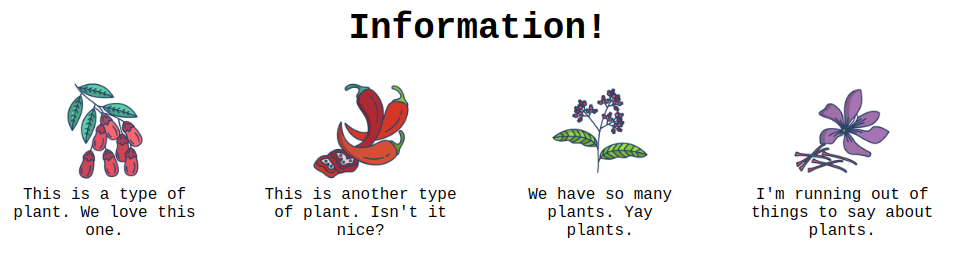 Information!
This is a type of
plant. We love this
one.
This is another type
of plant. Isn't it
nice?
We have so many
plants. Yay
plants.
I'm running out of
things to say about
plants.